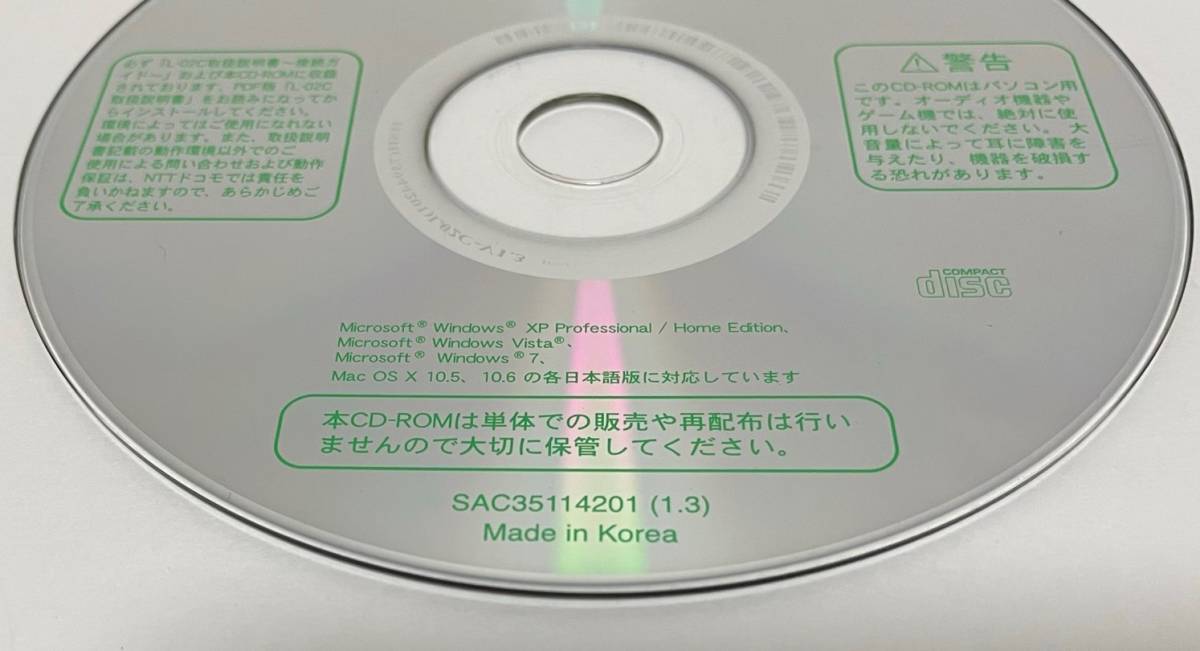 必ず「L-02C取扱説明書~接続ガ
イド~」および本CD-ROMに収録
されております、PDF版「L-02C
取扱説明書」をお読みになってか
らインストールしてください。
環境によってはご使用になれない
場合があります。また、取扱説明
書記載の動作環境以外でのご
使用による問い合わせおよび動作
保証は、NTTドコモでは責任を
負いかねますので、あらかじめご
了承ください。
⚠警告
このCD-ROMはパソコン用
です。オーディオ機器や
ゲーム機では、絶対に使
用しないでください。大
音量によって耳に障害を
与えたり、機器を破損す
る恐れがあります。
COMPACT
disc
Microsoft® Windows® XP Professional / Home Edition、
Microsoft® Windows Vista®、
Microsoft® Windows® 7、
Mac OS X 10.5、10.6 の各日本語版に対応しています
本CD-ROMは単体での販売や再配布は行い
ませんので大切に保管してください。
SAC35114201 (1.3)
Made in Korea